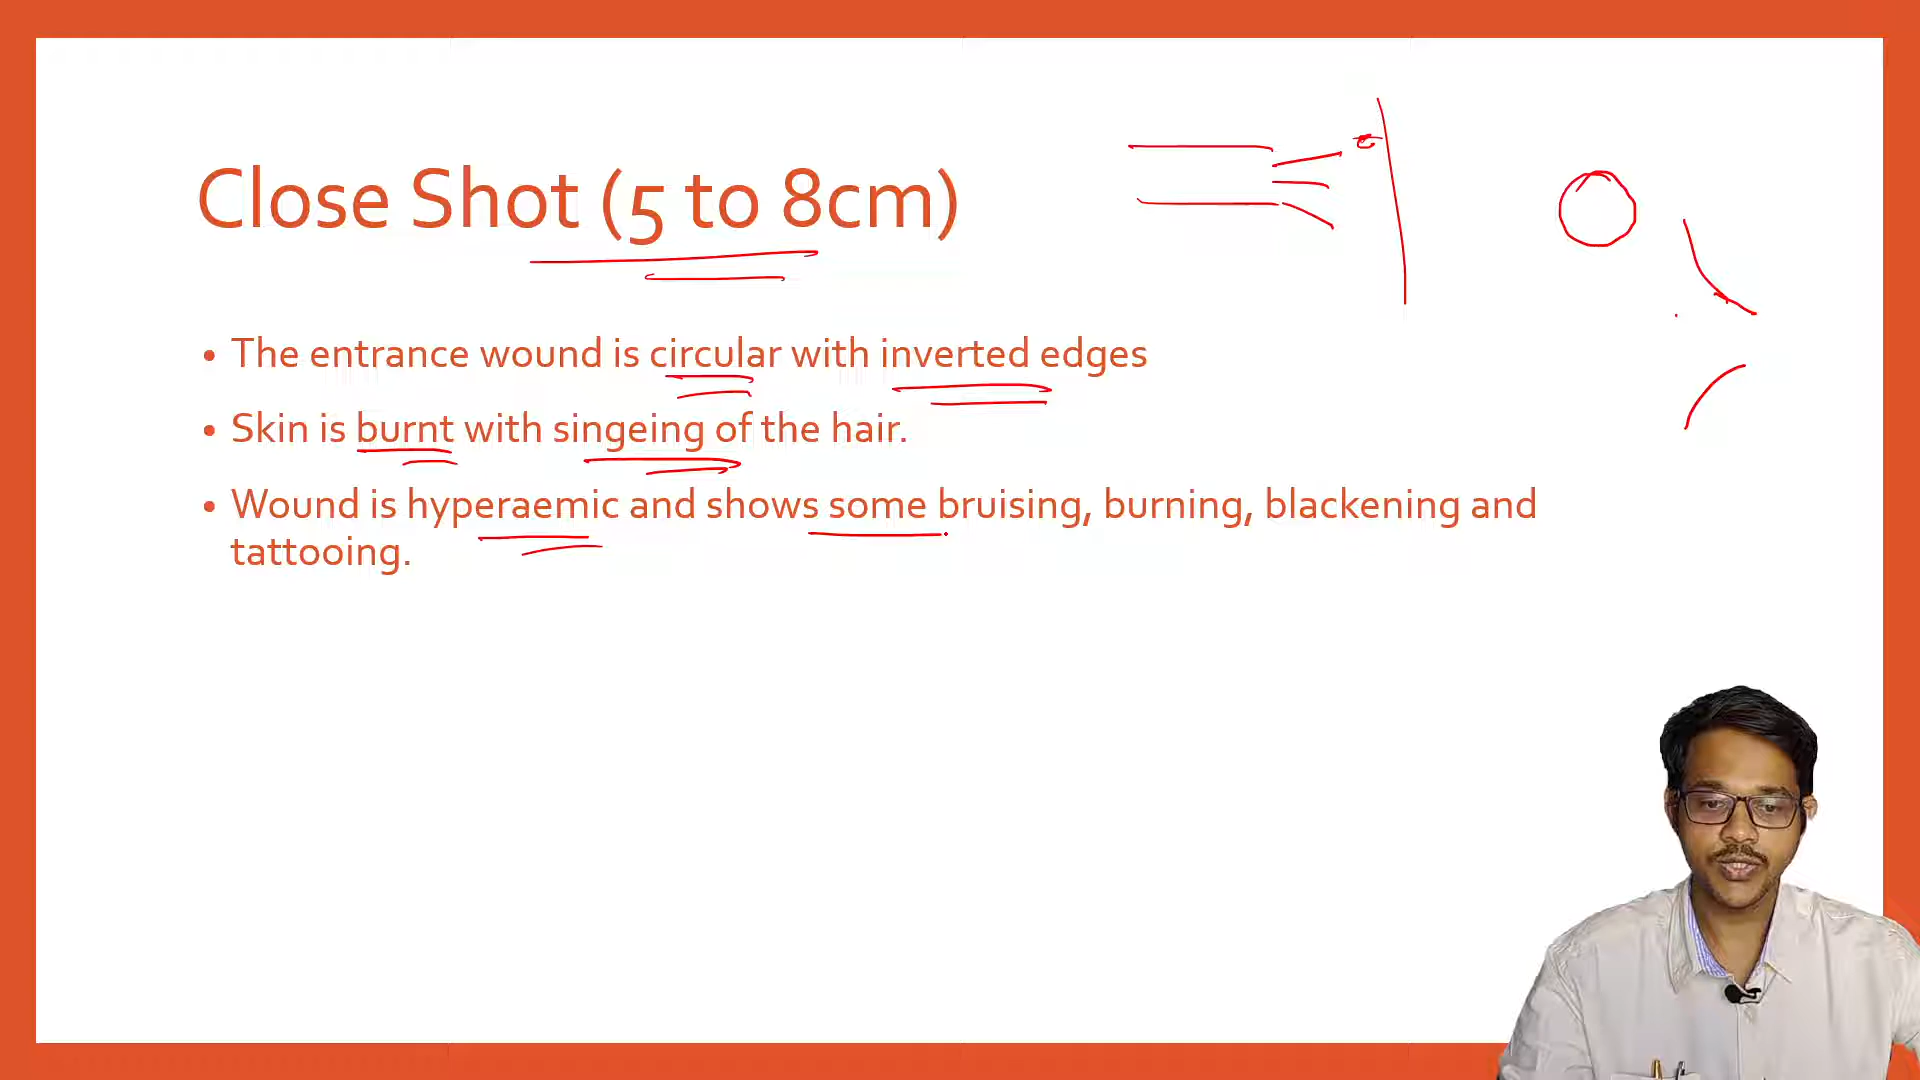 Close Shot (5 to 8cm)
• The entrance wound is circular with inverted edges
• Skin is burnt with singeing of the hair.
• Wound is hyperaemic and shows some bruising, burning, blackening and
tattooing.